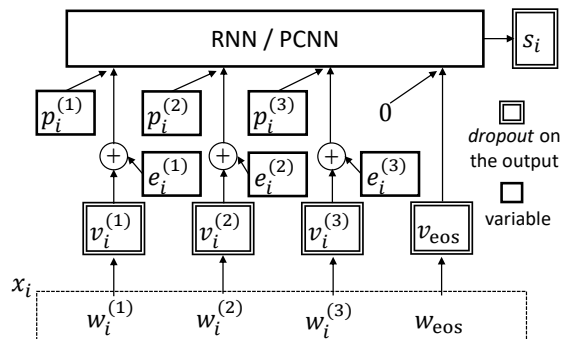 RNN / PCNN
s_i
p_i^(1) p_i^(2) p_i^(3) 0
dropout on
the output
+ + +
e_i^(1) e_i^(2) e_i^(3)
variable
v_i^(1) v_i^(2) v_i^(3) v_eos
x_i
w_i^(1) w_i^(2) w_i^(3) w_eos